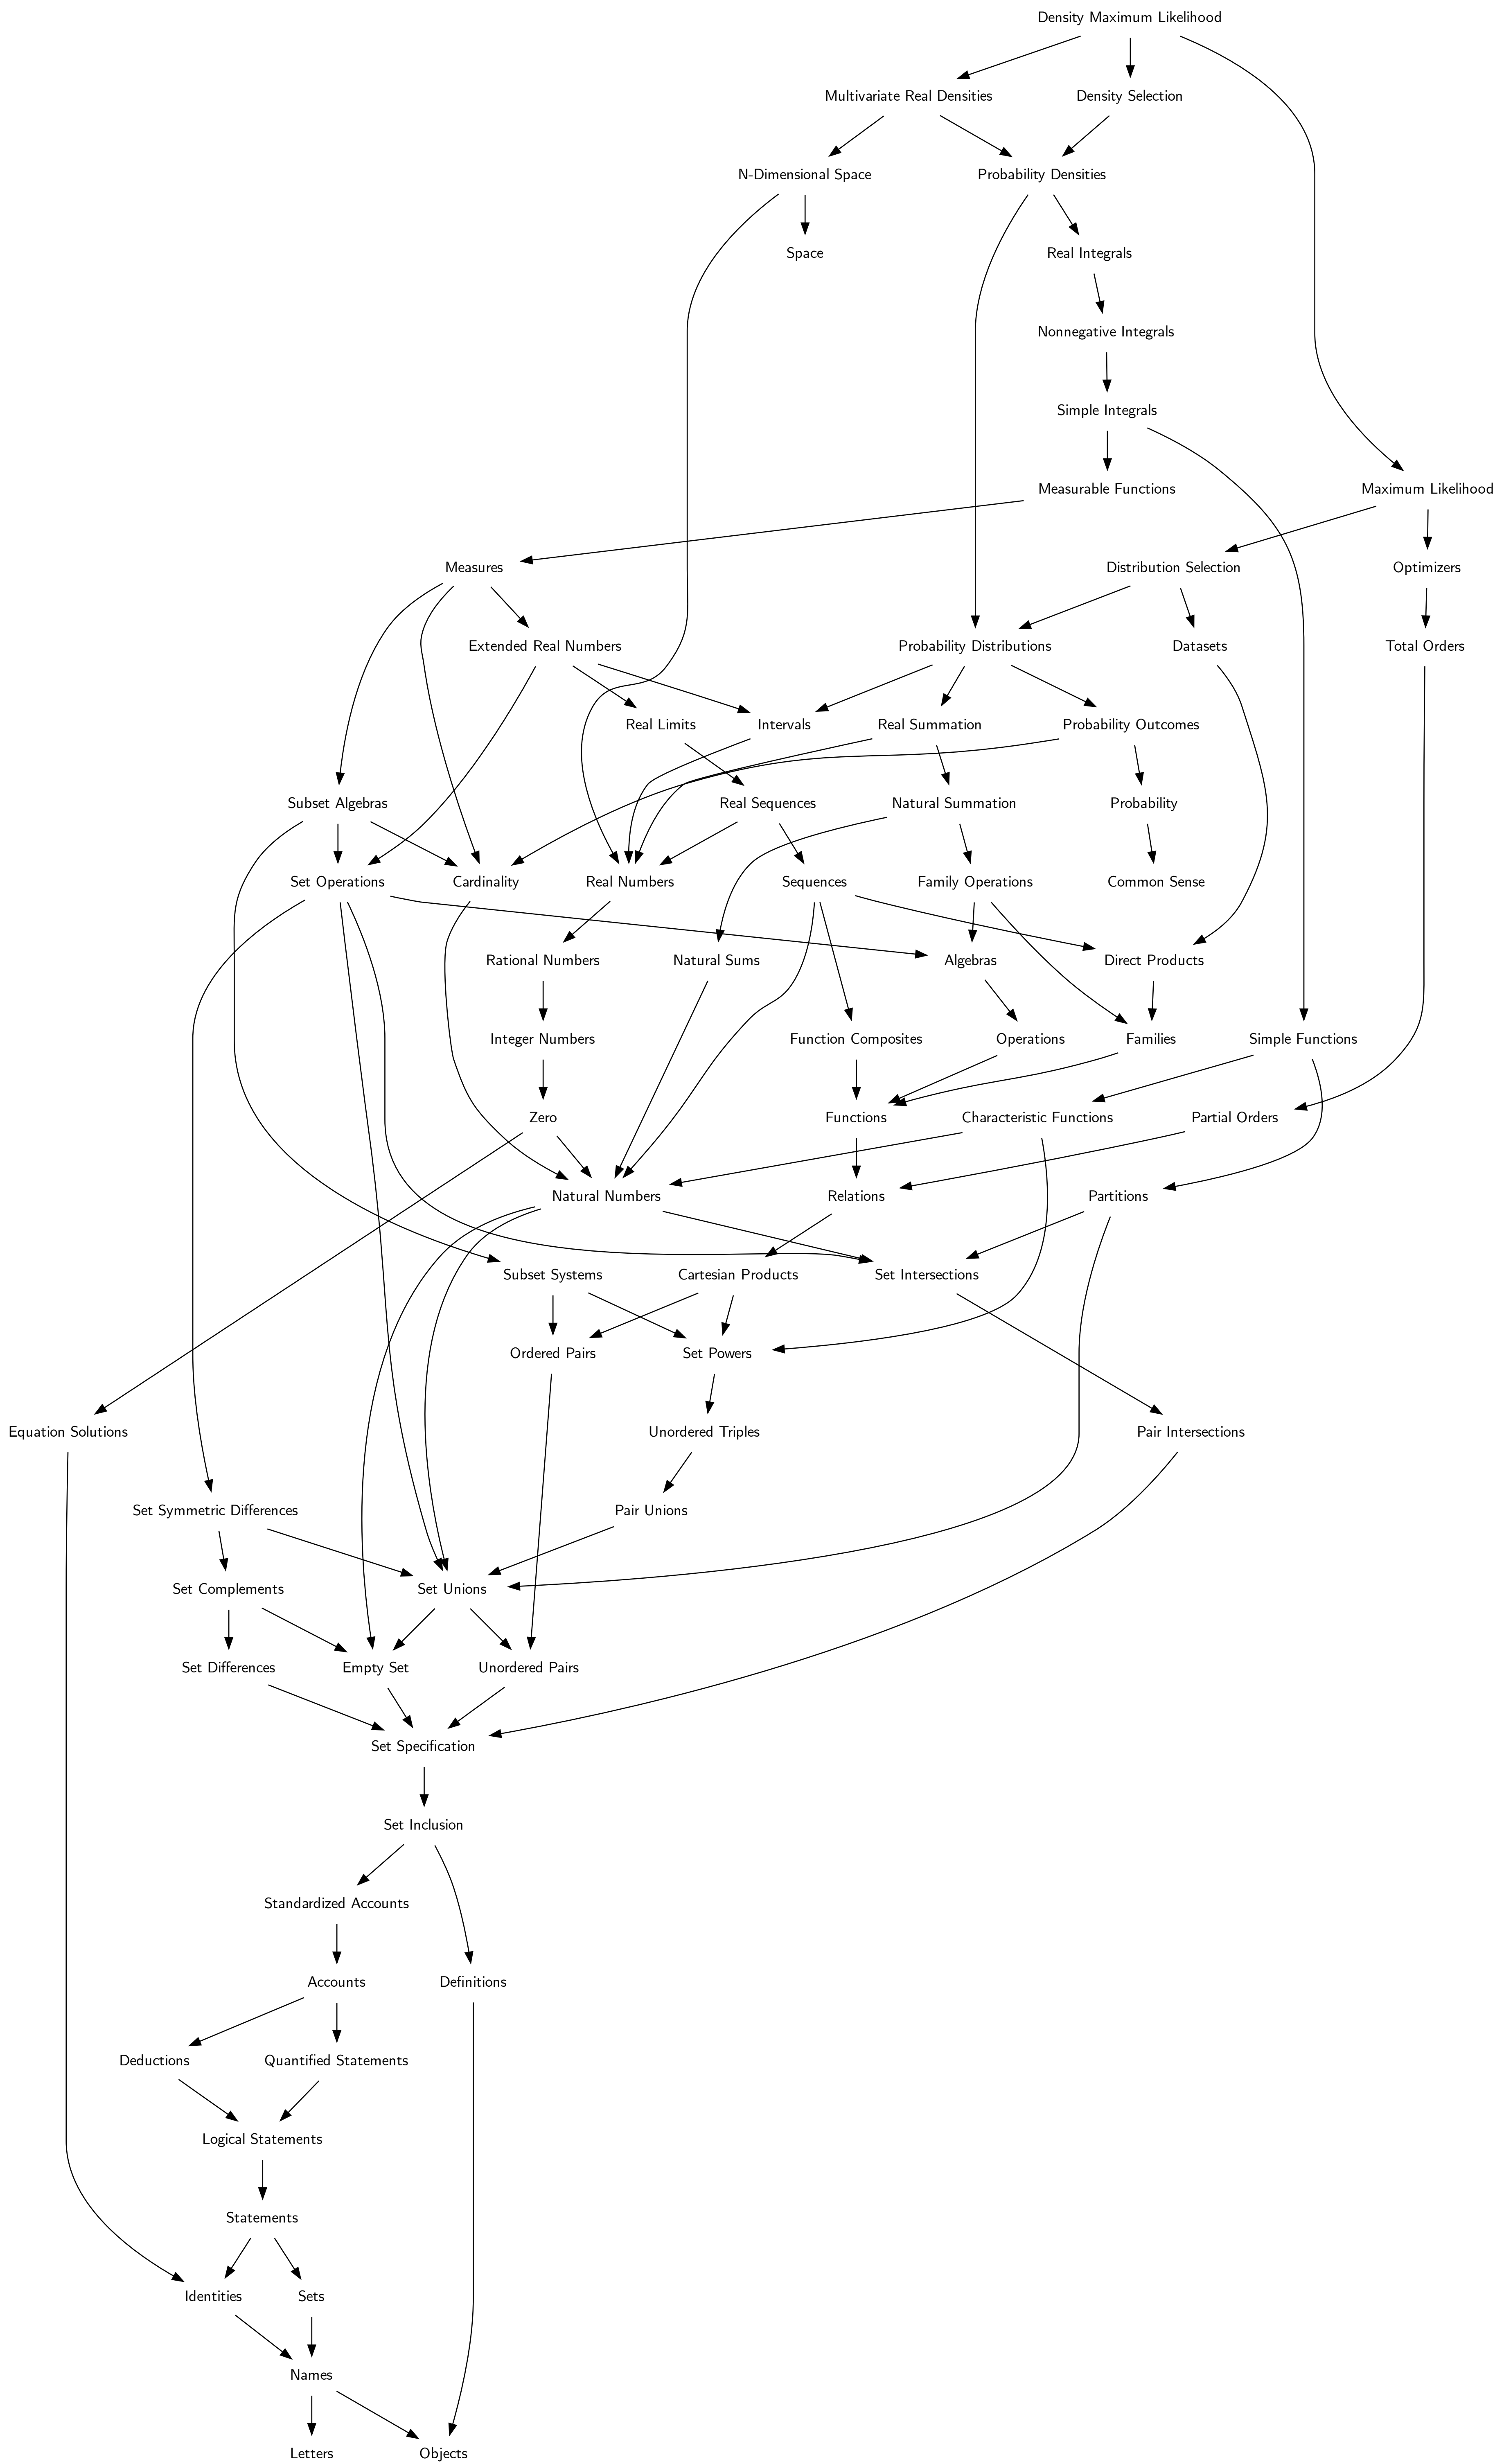 Density Maximum Likelihood
Multivariate Real Densities
Density Selection
N-Dimensional Space
Probability Densities
Space
Real Integrals
Nonnegative Integrals
Simple Integrals
Measurable Functions
Maximum Likelihood
Measures
Distribution Selection
Optimizers
Extended Real Numbers
Probability Distributions
Datasets
Total Orders
Real Limits
Intervals
Real Summation
Probability Outcomes
Subset Algebras
Real Sequences
Natural Summation
Probability
Set Operations
Cardinality
Real Numbers
Sequences
Family Operations
Common Sense
Rational Numbers
Natural Sums
Algebras
Direct Products
Integer Numbers
Function Composites
Operations
Families
Simple Functions
Zero
Functions
Characteristic Functions
Partial Orders
Natural Numbers
Relations
Partitions
Subset Systems
Cartesian Products
Set Intersections
Ordered Pairs
Set Powers
Equation Solutions
Unordered Triples
Pair Intersections
Set Symmetric Differences
Pair Unions
Set Complements
Set Unions
Set Differences
Empty Set
Unordered Pairs
Set Specification
Set Inclusion
Standardized Accounts
Accounts
Definitions
Deductions
Quantified Statements
Logical Statements
Statements
Identities
Sets
Names
Letters
Objects